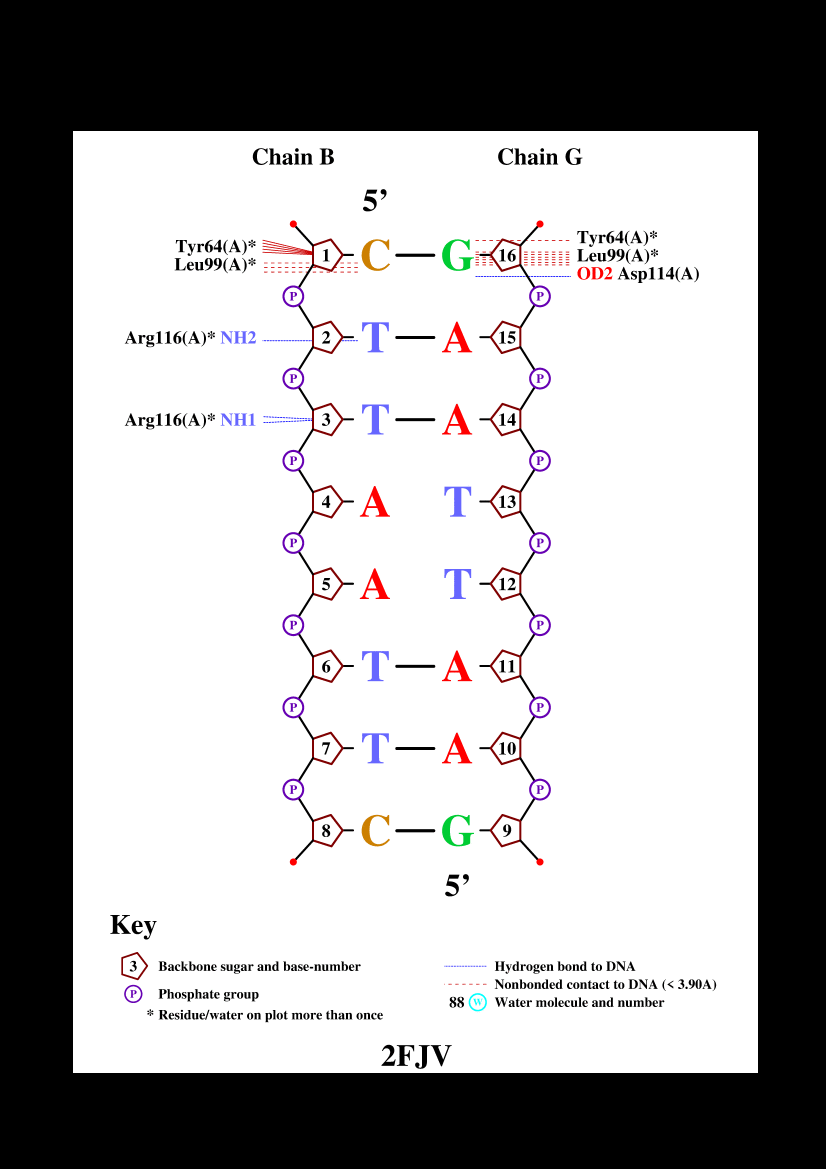 Chain B Chain G
5’
Tyr64(A)* 1 C G 16 Tyr64(A)*
Leu99(A)* Leu99(A)*
OD2 Asp114(A)
P P
Arg116(A)* NH2 2 T A 15
P P
Arg116(A)* NH1 3 T A 14
P P
4 A T 13
P P
5 A T 12
P P
6 T A 11
P P
7 T A 10
P P
8 C G 9
5’
Key
3 Backbone sugar and base-number
P Phosphate group
* Residue/water on plot more than once
Hydrogen bond to DNA
Nonbonded contact to DNA (< 3.90A)
88 W Water molecule and number
2FJV